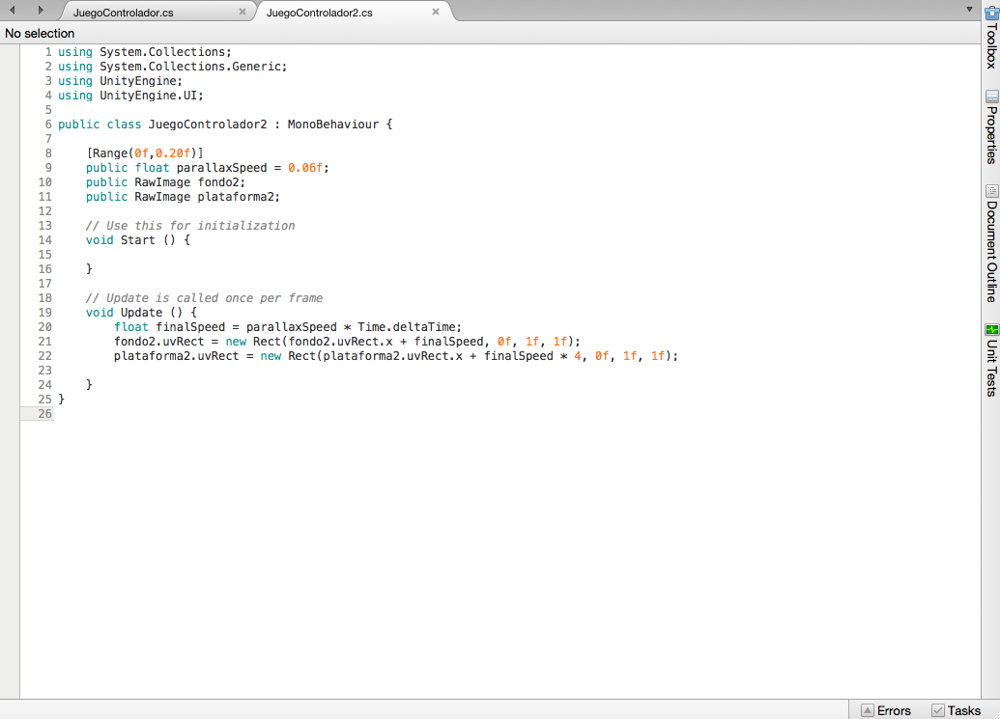 JuegoControlador.cs
JuegoControlador2.cs
No selection
1 using System.Collections;
2 using System.Collections.Generic;
3 using UnityEngine;
4 using UnityEngine.UI;
5
6 public class JuegoControlador2 : MonoBehaviour {
7
8 [Range(0f,0.20f)]
9 public float parallaxSpeed = 0.06f;
10 public RawImage fondo2;
11 public RawImage plataforma2;
12
13 // Use this for initialization
14 void Start () {
15
16 }
17
18 // Update is called once per frame
19 void Update () {
20 float finalSpeed = parallaxSpeed * Time.deltaTime;
21 fondo2.uvRect = new Rect(fondo2.uvRect.x + finalSpeed, 0f, 1f, 1f);
22 plataforma2.uvRect = new Rect(plataforma2.uvRect.x + finalSpeed * 4, 0f, 1f, 1f);
23
24 }
25 }
26
Toolbox
Properties
Document Outline
Unit Tests
Errors
Tasks